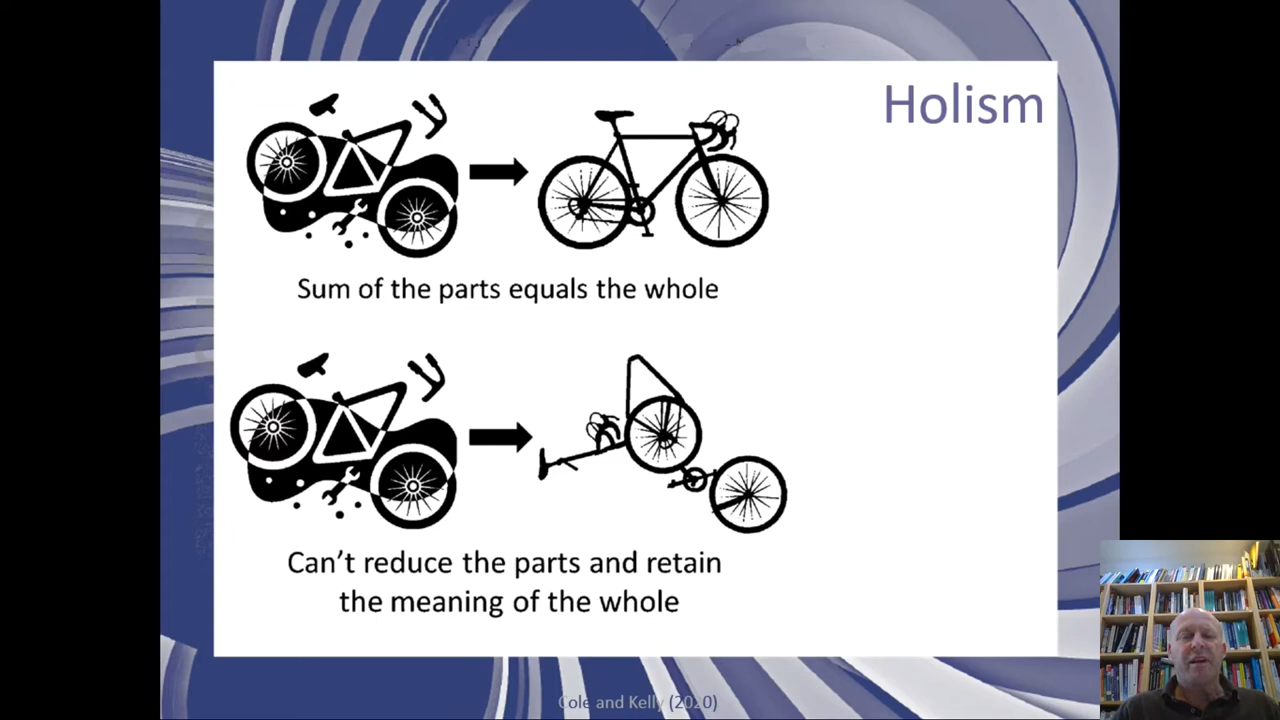 Holism
Sum of the parts equals the whole
Can't reduce the parts and retain
the meaning of the whole
Cole and Kelly (2020)